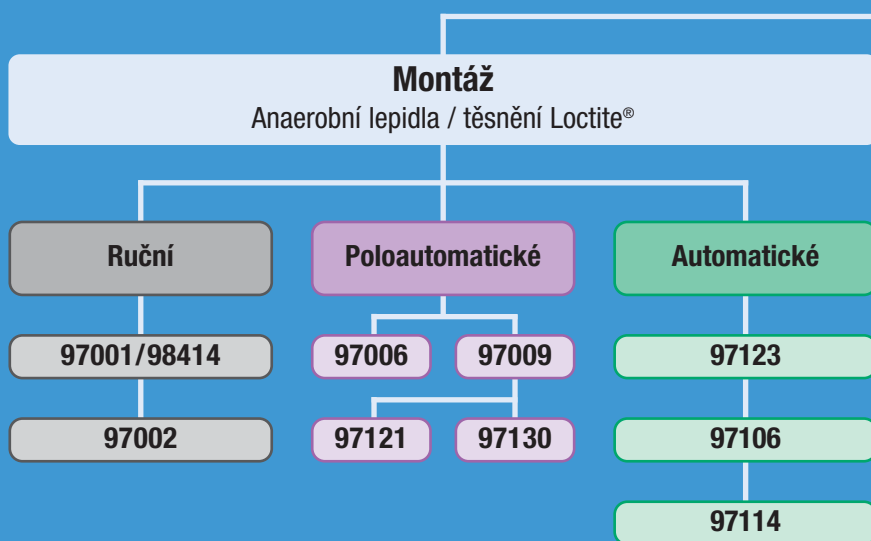 Montáž
Anaerobní lepidla / těsnění Loctite®
Ruční
Poloautomatické
Automatické
97001/98414
97006
97009
97123
97002
97121
97130
97106
97114